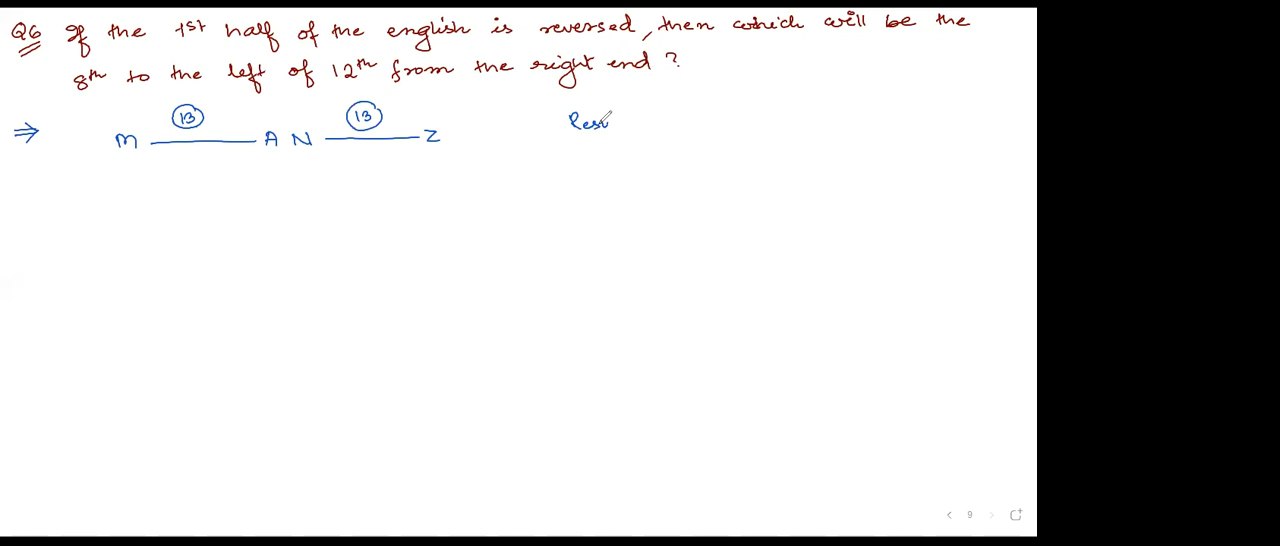 Q6 If the 1st half of the english is reversed, then which will be the
8th to the left of 12th from the right end ?
13 13
⇒ M A N Z Resu
9